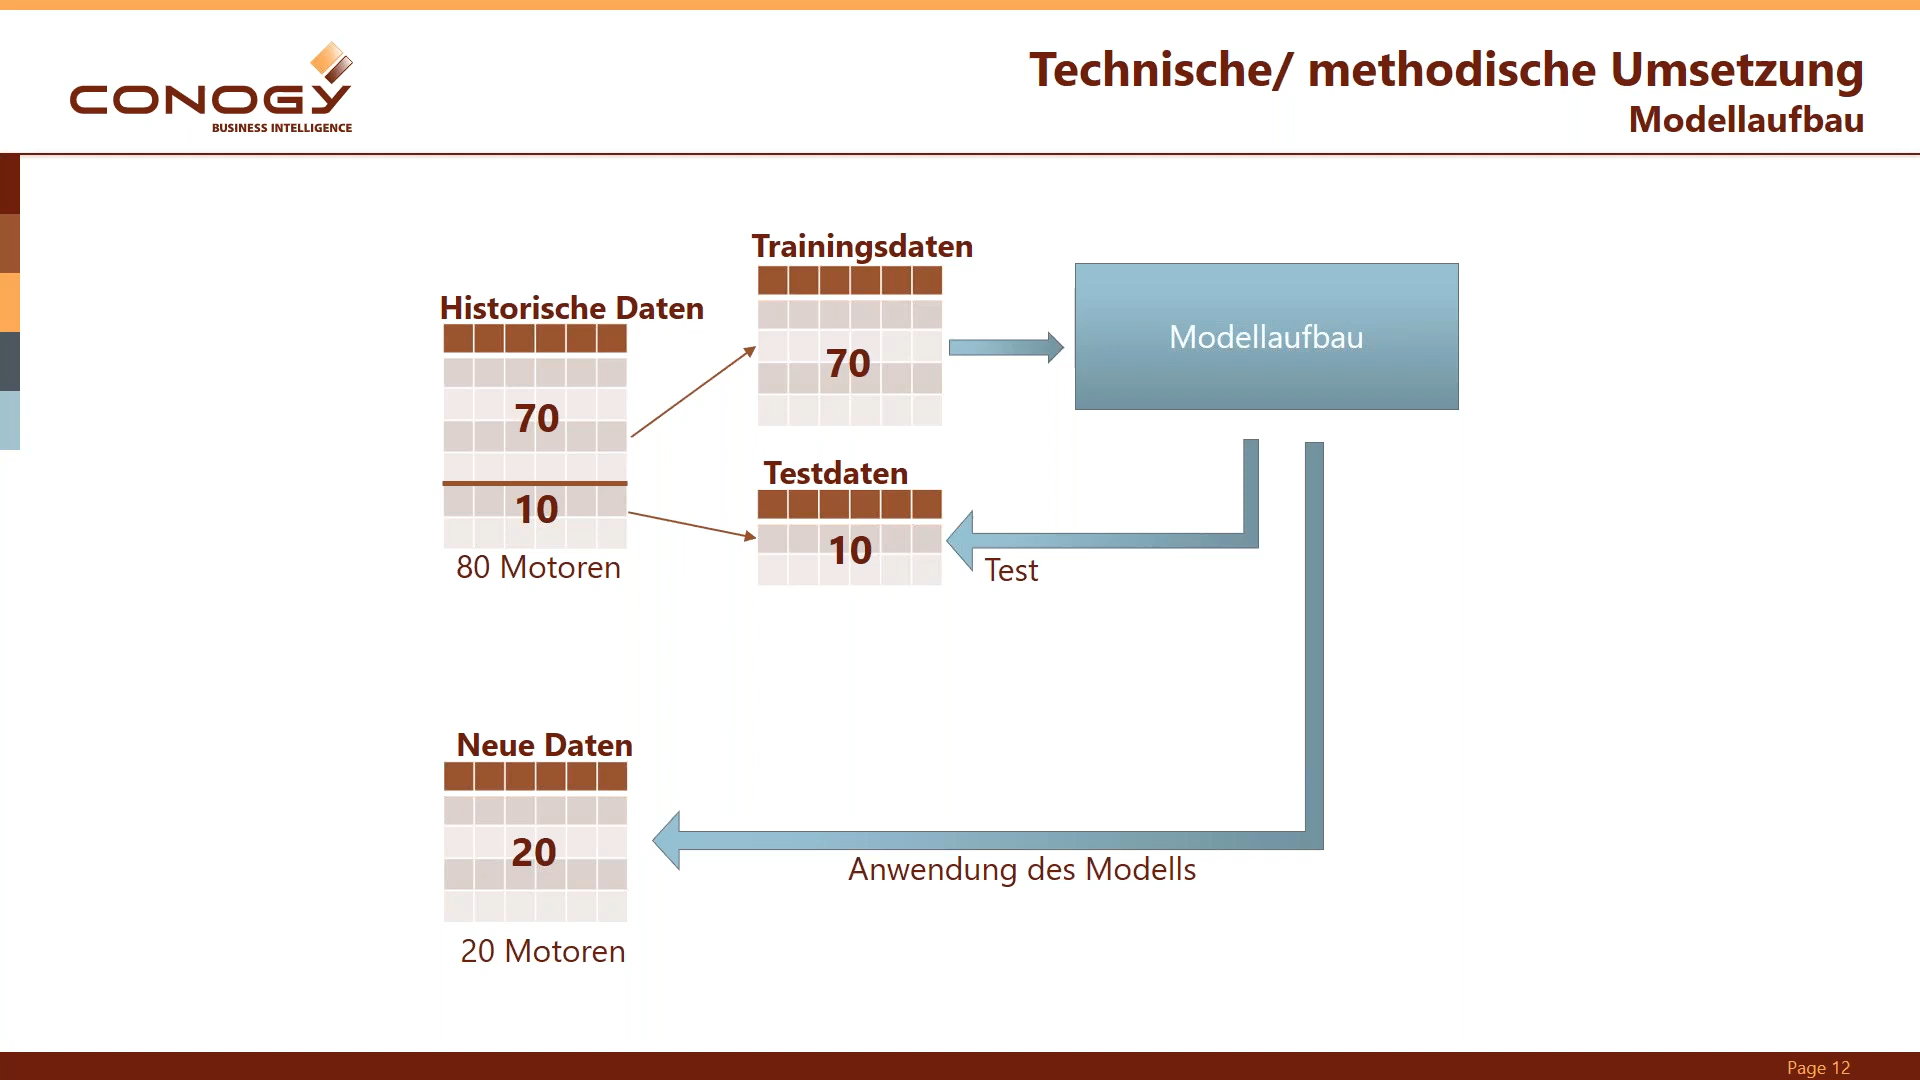 CONOGY
BUSINESS INTELLIGENCE
Technische/ methodische Umsetzung
Modellaufbau
Historische Daten
70
10
80 Motoren
Trainingsdaten
70
Testdaten
10
Modellaufbau
Test
Neue Daten
20
20 Motoren
Anwendung des Modells
Page 12